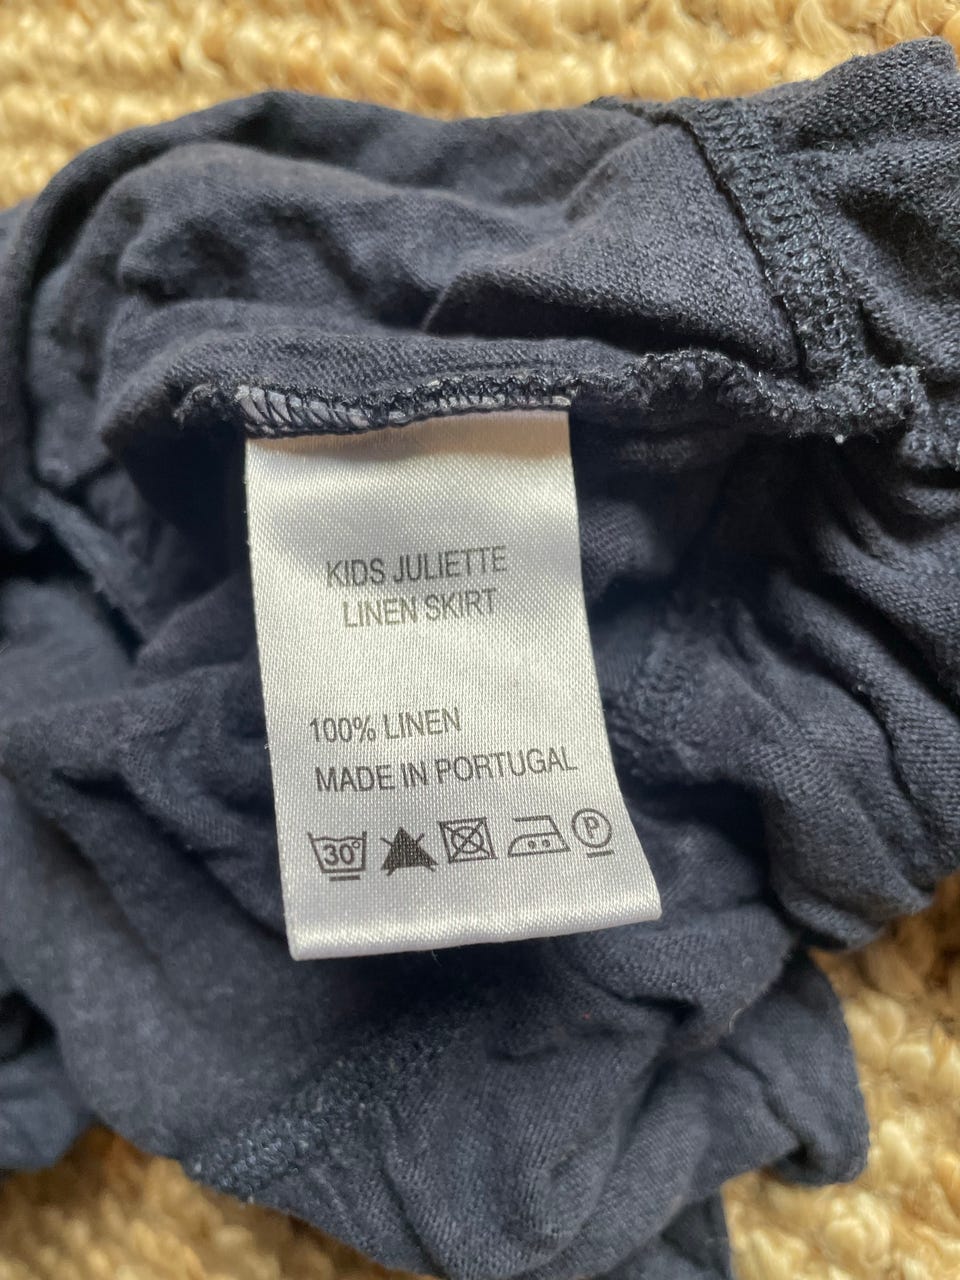 KIDS JULIETTE
LINEN SKIRT
100% LINEN
MADE IN PORTUGAL
30° P